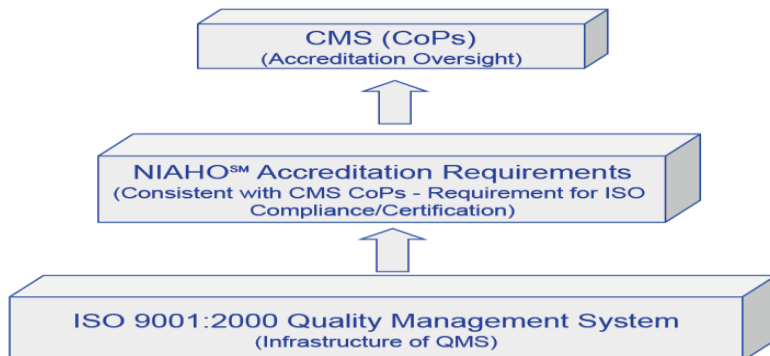 CMS (CoPs)
(Accreditation Oversight)
NIAHO℠ Accreditation Requirements
(Consistent with CMS CoPs - Requirement for ISO
Compliance/Certification)
ISO 9001:2000 Quality Management System
(Infrastructure of QMS)